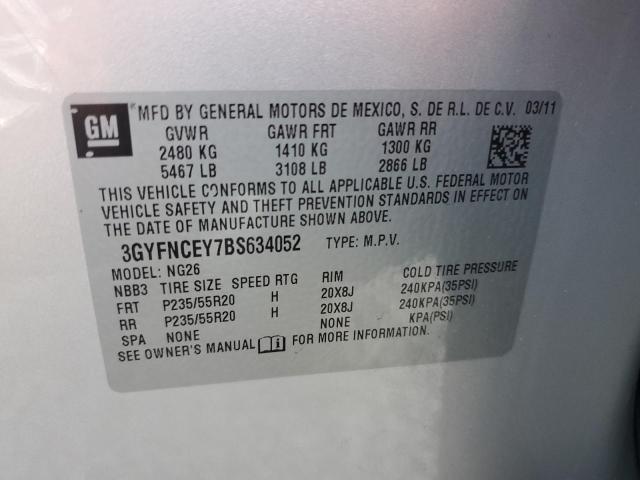 GM
MFD BY GENERAL MOTORS DE MEXICO, S. DE R.L. DE C.V. 03/11
GVWR GAWR FRT GAWR RR
2480 KG 1410 KG 1300 KG
5467 LB 3108 LB 2866 LB
THIS VEHICLE CONFORMS TO ALL APPLICABLE U.S. FEDERAL MOTOR
VEHICLE SAFETY AND THEFT PREVENTION STANDARDS IN EFFECT ON
THE DATE OF MANUFACTURE SHOWN ABOVE.
3GYFNCEY7BS634052 TYPE: M.P.V.
MODEL: NG26
NBB3 TIRE SIZE SPEED RTG RIM COLD TIRE PRESSURE
FRT P235/55R20 H 20X8J 240KPA(35PSI)
RR P235/55R20 H 20X8J 240KPA(35PSI)
SPA NONE NONE KPA(PSI)
SEE OWNER'S MANUAL FOR MORE INFORMATION.